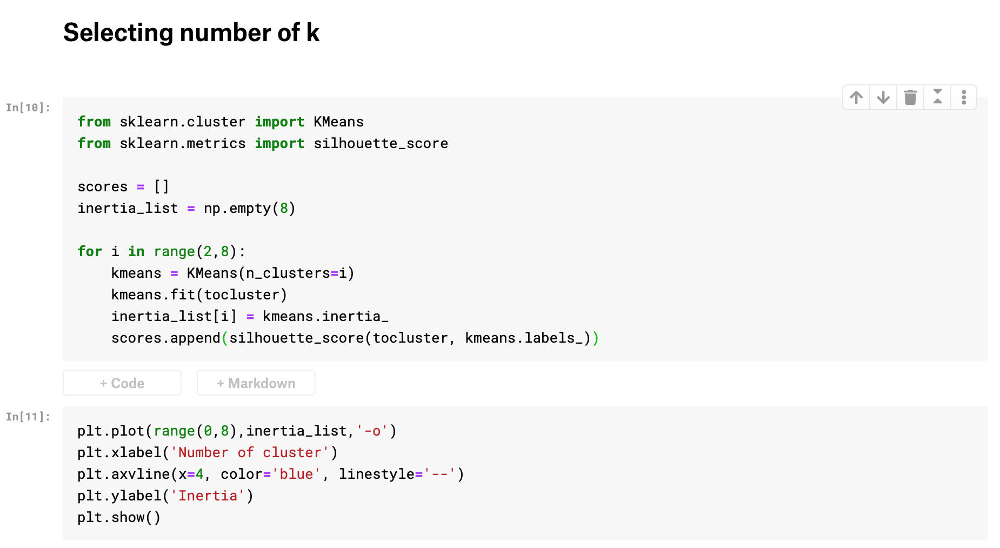 Selecting number of k
In[10]:
from sklearn.cluster import KMeans
from sklearn.metrics import silhouette_score
scores = []
inertia_list = np.empty(8)
for i in range(2,8):
    kmeans = KMeans(n_clusters=i)
    kmeans.fit(tocluster)
    inertia_list[i] = kmeans.inertia_
    scores.append(silhouette_score(tocluster, kmeans.labels_))
+ Code + Markdown
In[11]:
plt.plot(range(0,8),inertia_list,'-o')
plt.xlabel('Number of cluster')
plt.axvline(x=4, color='blue', linestyle='--')
plt.ylabel('Inertia')
plt.show()